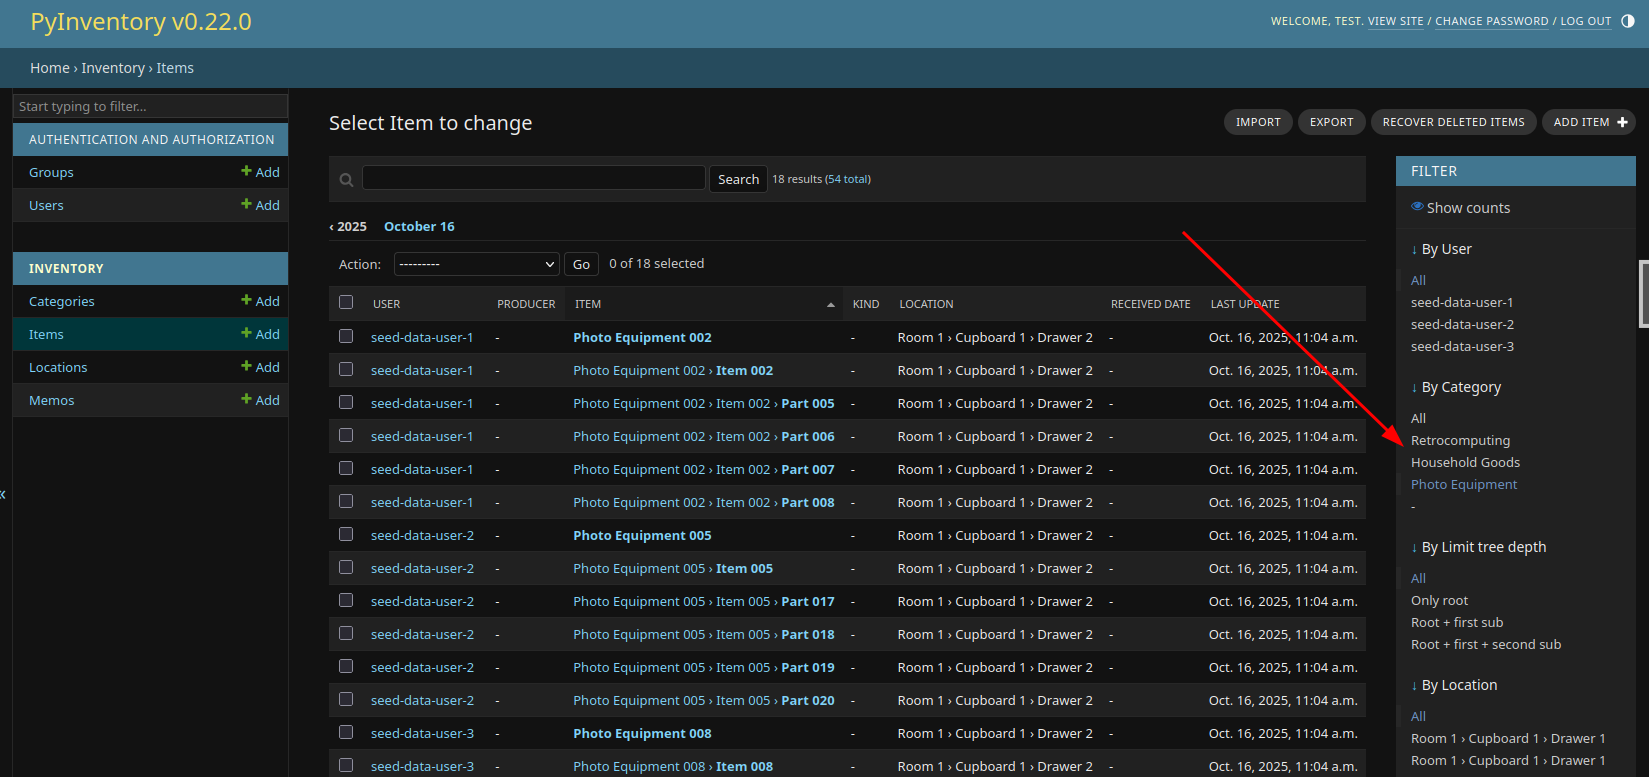 PyInventory v0.22.0
WELCOME, TEST. VIEW SITE / CHANGE PASSWORD / LOG OUT
Home › Inventory › Items
Start typing to filter...
AUTHENTICATION AND AUTHORIZATION
Groups + Add
Users + Add
INVENTORY
Categories + Add
Items + Add
Locations + Add
Memos + Add
«
Select Item to change
IMPORT EXPORT RECOVER DELETED ITEMS ADD ITEM +
Search 18 results (54 total)
‹ 2025 October 16
Action: --------- Go 0 of 18 selected
USER PRODUCER ITEM KIND LOCATION RECEIVED DATE LAST UPDATE
seed-data-user-1 - Photo Equipment 002 - Room 1 › Cupboard 1 › Drawer 2 - Oct. 16, 2025, 11:04 a.m.
seed-data-user-1 - Photo Equipment 002 › Item 002 - Room 1 › Cupboard 1 › Drawer 2 - Oct. 16, 2025, 11:04 a.m.
seed-data-user-1 - Photo Equipment 002 › Item 002 › Part 005 - Room 1 › Cupboard 1 › Drawer 2 - Oct. 16, 2025, 11:04 a.m.
seed-data-user-1 - Photo Equipment 002 › Item 002 › Part 006 - Room 1 › Cupboard 1 › Drawer 2 - Oct. 16, 2025, 11:04 a.m.
seed-data-user-1 - Photo Equipment 002 › Item 002 › Part 007 - Room 1 › Cupboard 1 › Drawer 2 - Oct. 16, 2025, 11:04 a.m.
seed-data-user-1 - Photo Equipment 002 › Item 002 › Part 008 - Room 1 › Cupboard 1 › Drawer 2 - Oct. 16, 2025, 11:04 a.m.
seed-data-user-2 - Photo Equipment 005 - Room 1 › Cupboard 1 › Drawer 2 - Oct. 16, 2025, 11:04 a.m.
seed-data-user-2 - Photo Equipment 005 › Item 005 - Room 1 › Cupboard 1 › Drawer 2 - Oct. 16, 2025, 11:04 a.m.
seed-data-user-2 - Photo Equipment 005 › Item 005 › Part 017 - Room 1 › Cupboard 1 › Drawer 2 - Oct. 16, 2025, 11:04 a.m.
seed-data-user-2 - Photo Equipment 005 › Item 005 › Part 018 - Room 1 › Cupboard 1 › Drawer 2 - Oct. 16, 2025, 11:04 a.m.
seed-data-user-2 - Photo Equipment 005 › Item 005 › Part 019 - Room 1 › Cupboard 1 › Drawer 2 - Oct. 16, 2025, 11:04 a.m.
seed-data-user-2 - Photo Equipment 005 › Item 005 › Part 020 - Room 1 › Cupboard 1 › Drawer 2 - Oct. 16, 2025, 11:04 a.m.
seed-data-user-3 - Photo Equipment 008 - Room 1 › Cupboard 1 › Drawer 2 - Oct. 16, 2025, 11:04 a.m.
seed-data-user-3 - Photo Equipment 008 › Item 008 - Room 1 › Cupboard 1 › Drawer 2 - Oct. 16, 2025, 11:04 a.m.
FILTER
Show counts
↓ By User
All
seed-data-user-1
seed-data-user-2
seed-data-user-3
↓ By Category
All
Retrocomputing
Household Goods
Photo Equipment
-
↓ By Limit tree depth
All
Only root
Root + first sub
Root + first + second sub
↓ By Location
All
Room 1 › Cupboard 1 › Drawer 1
Room 1 › Cupboard 1 › Drawer 1